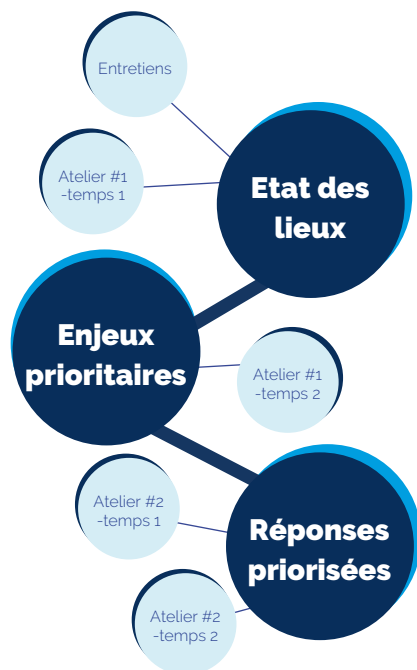 Entretiens
Atelier #1
-temps 1
Etat des
lieux
Enjeux
prioritaires
Atelier #1
-temps 2
Atelier #2
-temps 1
Réponses
priorisées
Atelier #2
-temps 2